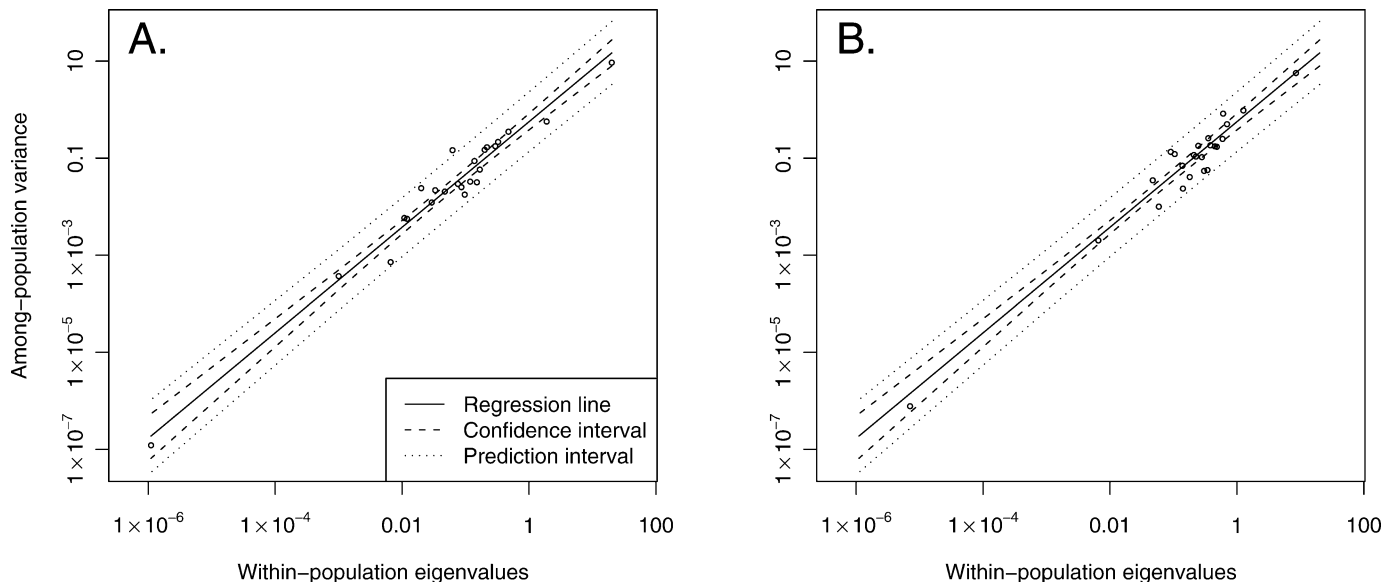 A.
Among−population variance
10
0.1
1×10⁻³
1×10⁻⁵
1×10⁻⁷
Regression line
Confidence interval
Prediction interval
1×10⁻⁶ 1×10⁻⁴ 0.01 1 100
Within−population eigenvalues
B.
10
0.1
1×10⁻³
1×10⁻⁵
1×10⁻⁷
1×10⁻⁶ 1×10⁻⁴ 0.01 1 100
Within−population eigenvalues